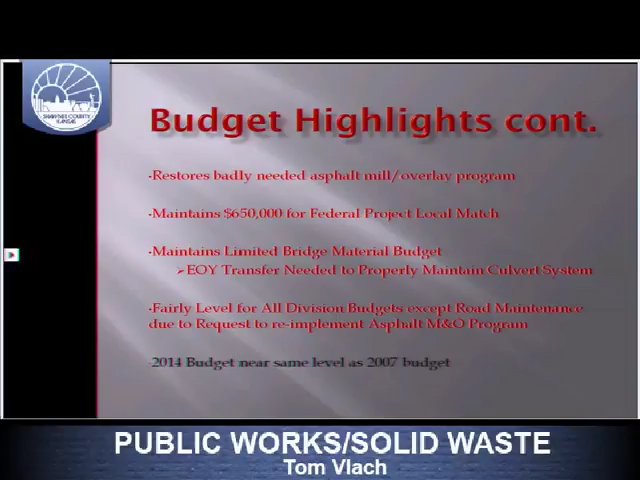 SHAWNEE COUNTY
KANSAS
Budget Highlights cont.
-Restores badly needed asphalt mill/overlay program
-Maintains $650,000 for Federal Project Local Match
-Maintains Limited Bridge Material Budget
➢EOY Transfer Needed to Properly Maintain Culvert System
-Fairly Level for All Division Budgets except Road Maintenance
due to Request to re-implement Asphalt M&O Program
-2014 Budget near same level as 2007 budget
PUBLIC WORKS/SOLID WASTE
Tom Vlach